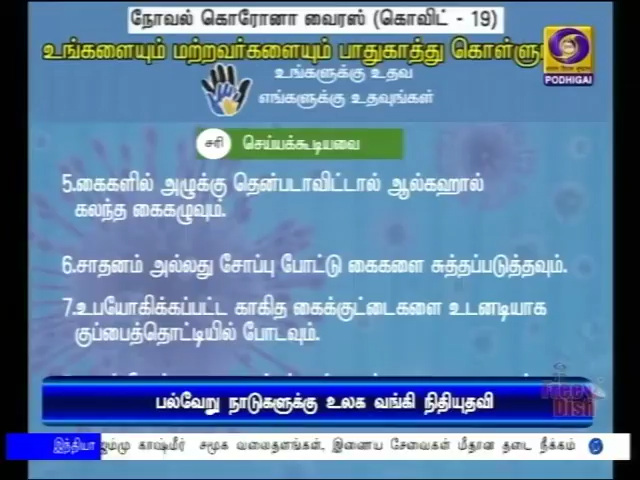 நோவல் கொரோனா வைரஸ் (கொவிட் - 19)
உங்களையும் மற்றவர்களையும் பாதுகாத்து கொள்ளு
உங்களுக்கு உதவ
எங்களுக்கு உதவுங்கள்
PODHIGAI
சரி செய்யக்கூடியவை
5.கைகளில் அழுக்கு தென்படாவிட்டால் ஆல்கஹால்
கலந்த கைகழுவும்.
6.சாதனம் அல்லது சோப்பு போட்டு கைகளை சுத்தப்படுத்தவும்.
7.உபயோகிக்கப்பட்ட காகித கைக்குட்டைகளை உடனடியாக
குப்பைத்தொட்டியில் போடவும்.
பல்வேறு நாடுகளுக்கு உலக வங்கி நிதியுதவி
Free Dish
இந்தியா ஜம்மு காஷ்மீர் சமூக வலைதளங்கள், இணைய சேவைகள் மீதான தடை நீக்கம்